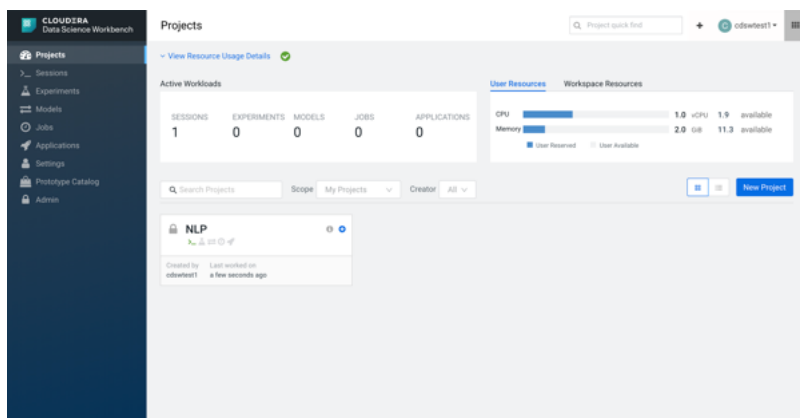 CLOUDERA
Data Science Workbench
Projects
Sessions
Experiments
Models
Jobs
Applications
Settings
Prototype Catalog
Admin
Projects
Project quick find
C cdswtest1
View Resource Usage Details
Active Workloads
SESSIONS EXPERIMENTS MODELS JOBS APPLICATIONS
1 0 0 0 0
User Resources Workspace Resources
CPU 1.0 vCPU 1.9 available
Memory 2.0 GiB 11.3 available
User Reserved User Available
Search Projects Scope My Projects Creator All New Project
NLP
Created by Last worked on
cdswtest1 a few seconds ago